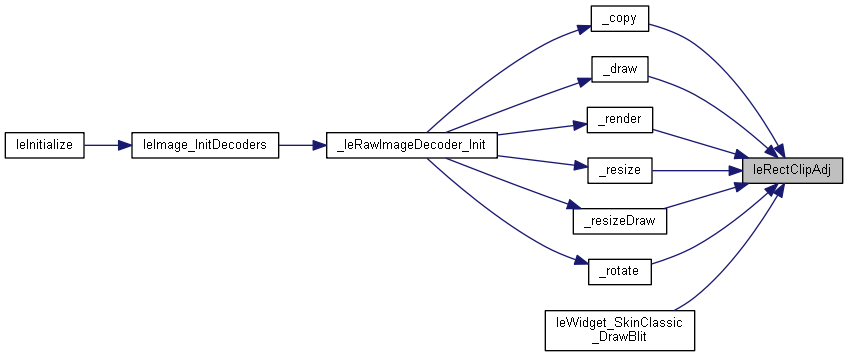 _copy
_draw
_render
leInitialize
leImage_InitDecoders
_leRawImageDecoder_Init
_resize
leRectClipAdj
_resizeDraw
_rotate
leWidget_SkinClassic
_DrawBlit